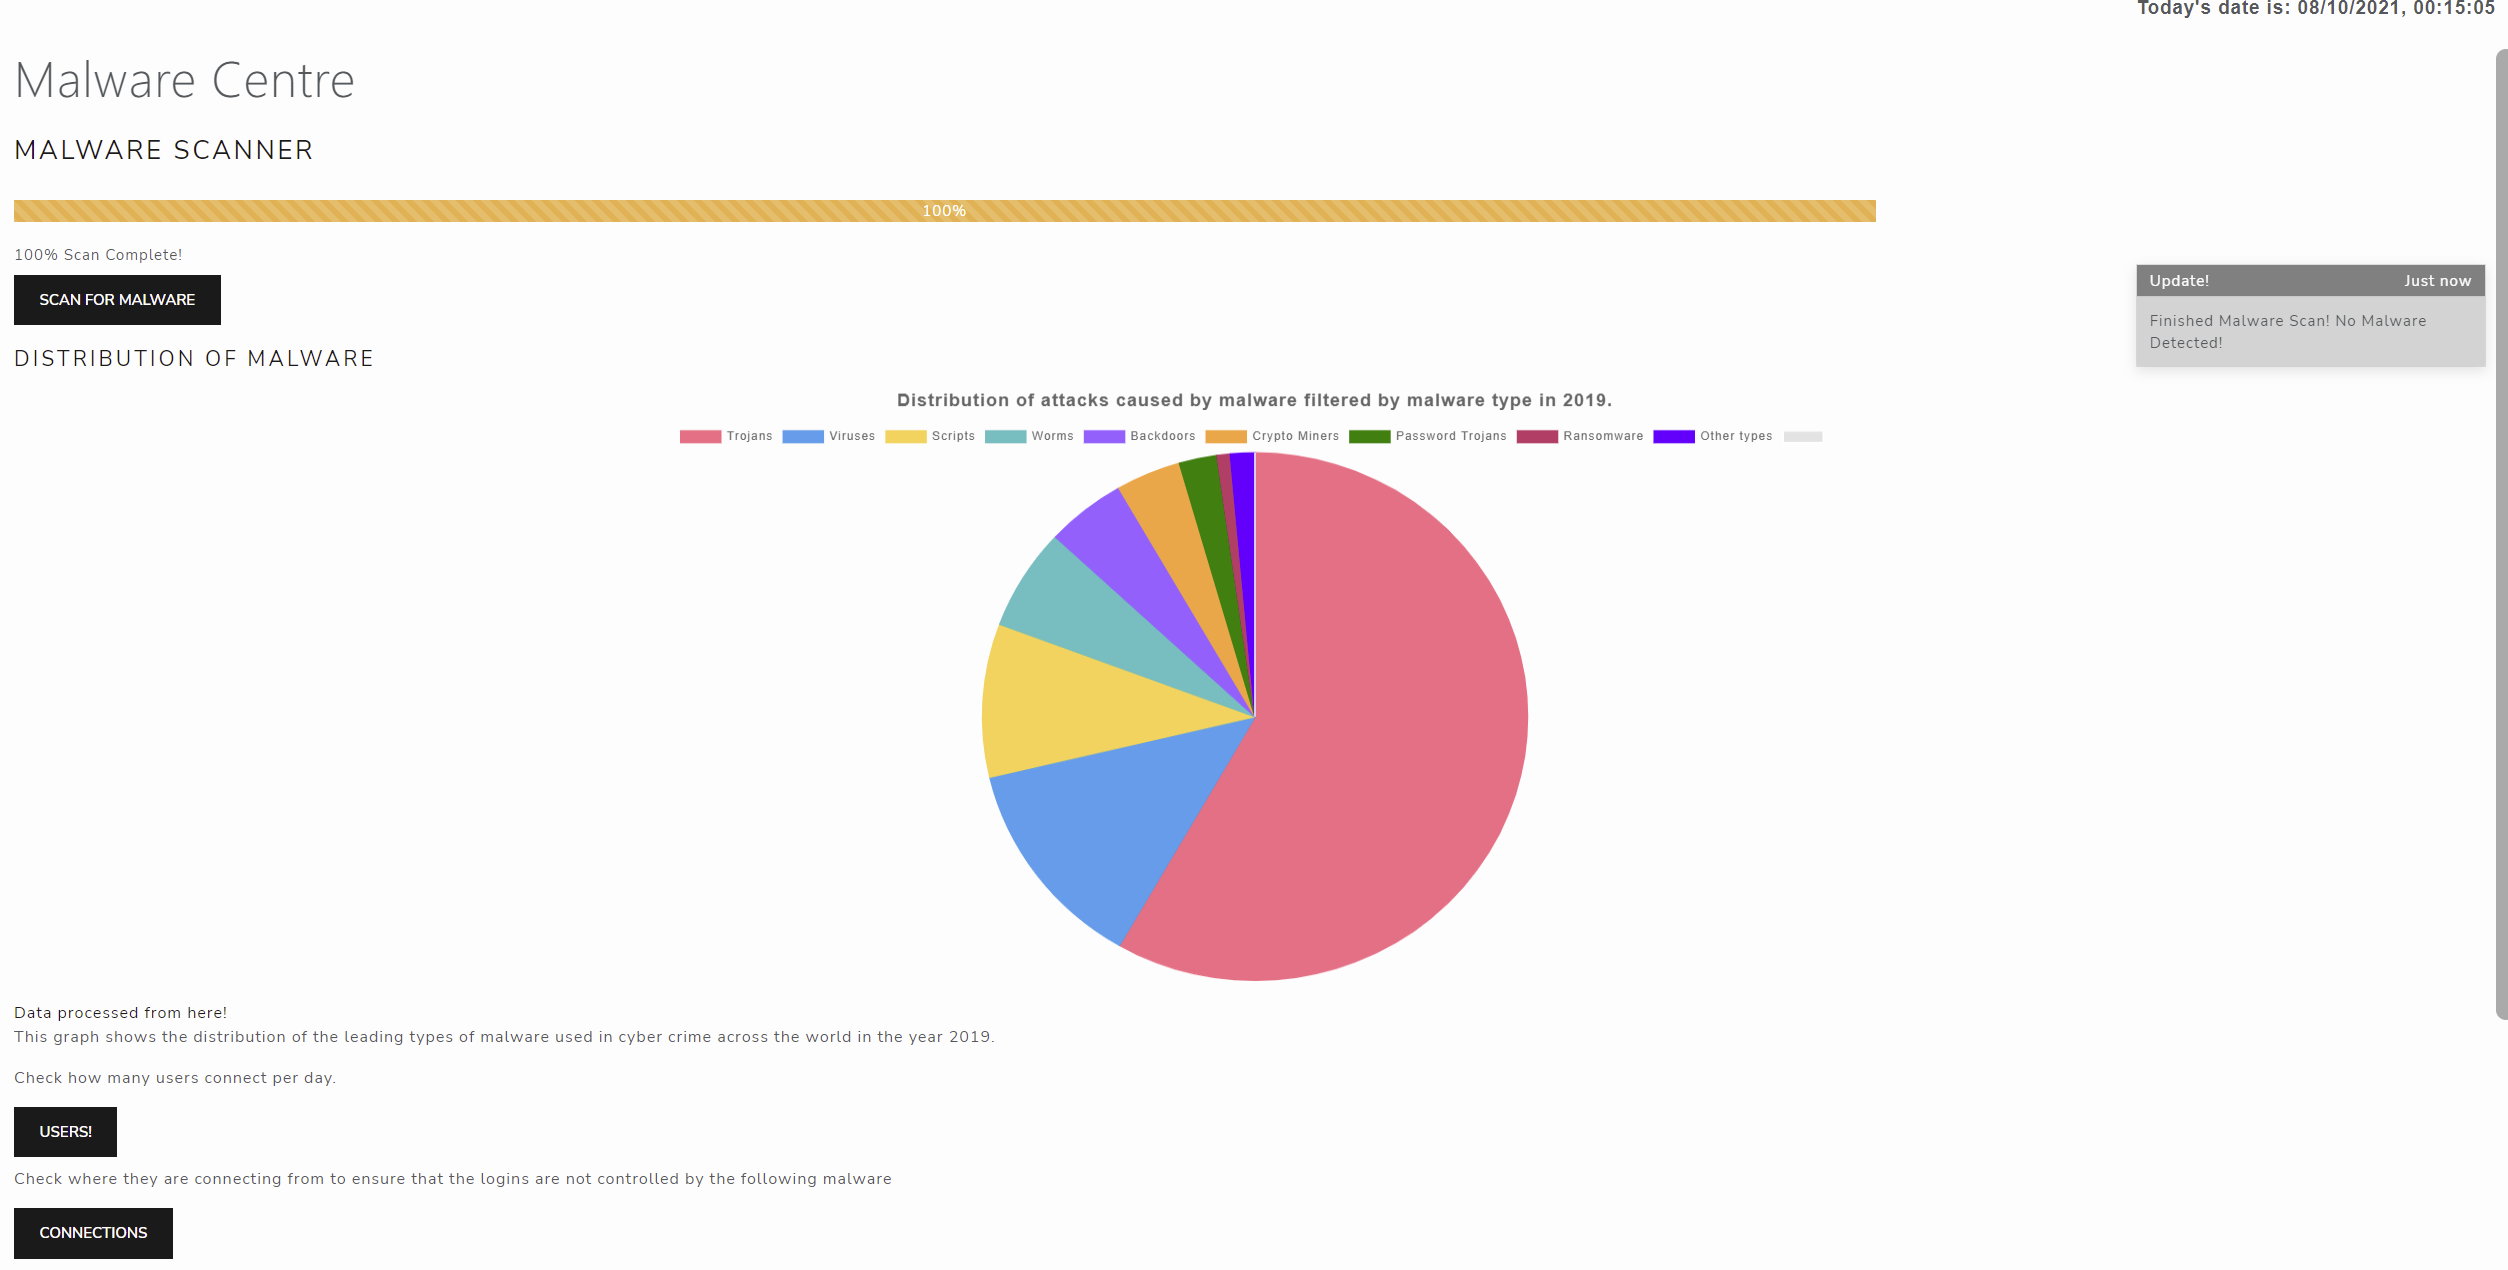 Today's date is: 08/10/2021, 00:15:05
Malware Centre
MALWARE SCANNER
100%
100% Scan Complete!
SCAN FOR MALWARE
Update! Just now
Finished Malware Scan! No Malware
Detected!
DISTRIBUTION OF MALWARE
Distribution of attacks caused by malware filtered by malware type in 2019.
Trojans Viruses Scripts Worms Backdoors Crypto Miners Password Trojans Ransomware Other types
Data processed from here!
This graph shows the distribution of the leading types of malware used in cyber crime across the world in the year 2019.
Check how many users connect per day.
USERS!
Check where they are connecting from to ensure that the logins are not controlled by the following malware
CONNECTIONS